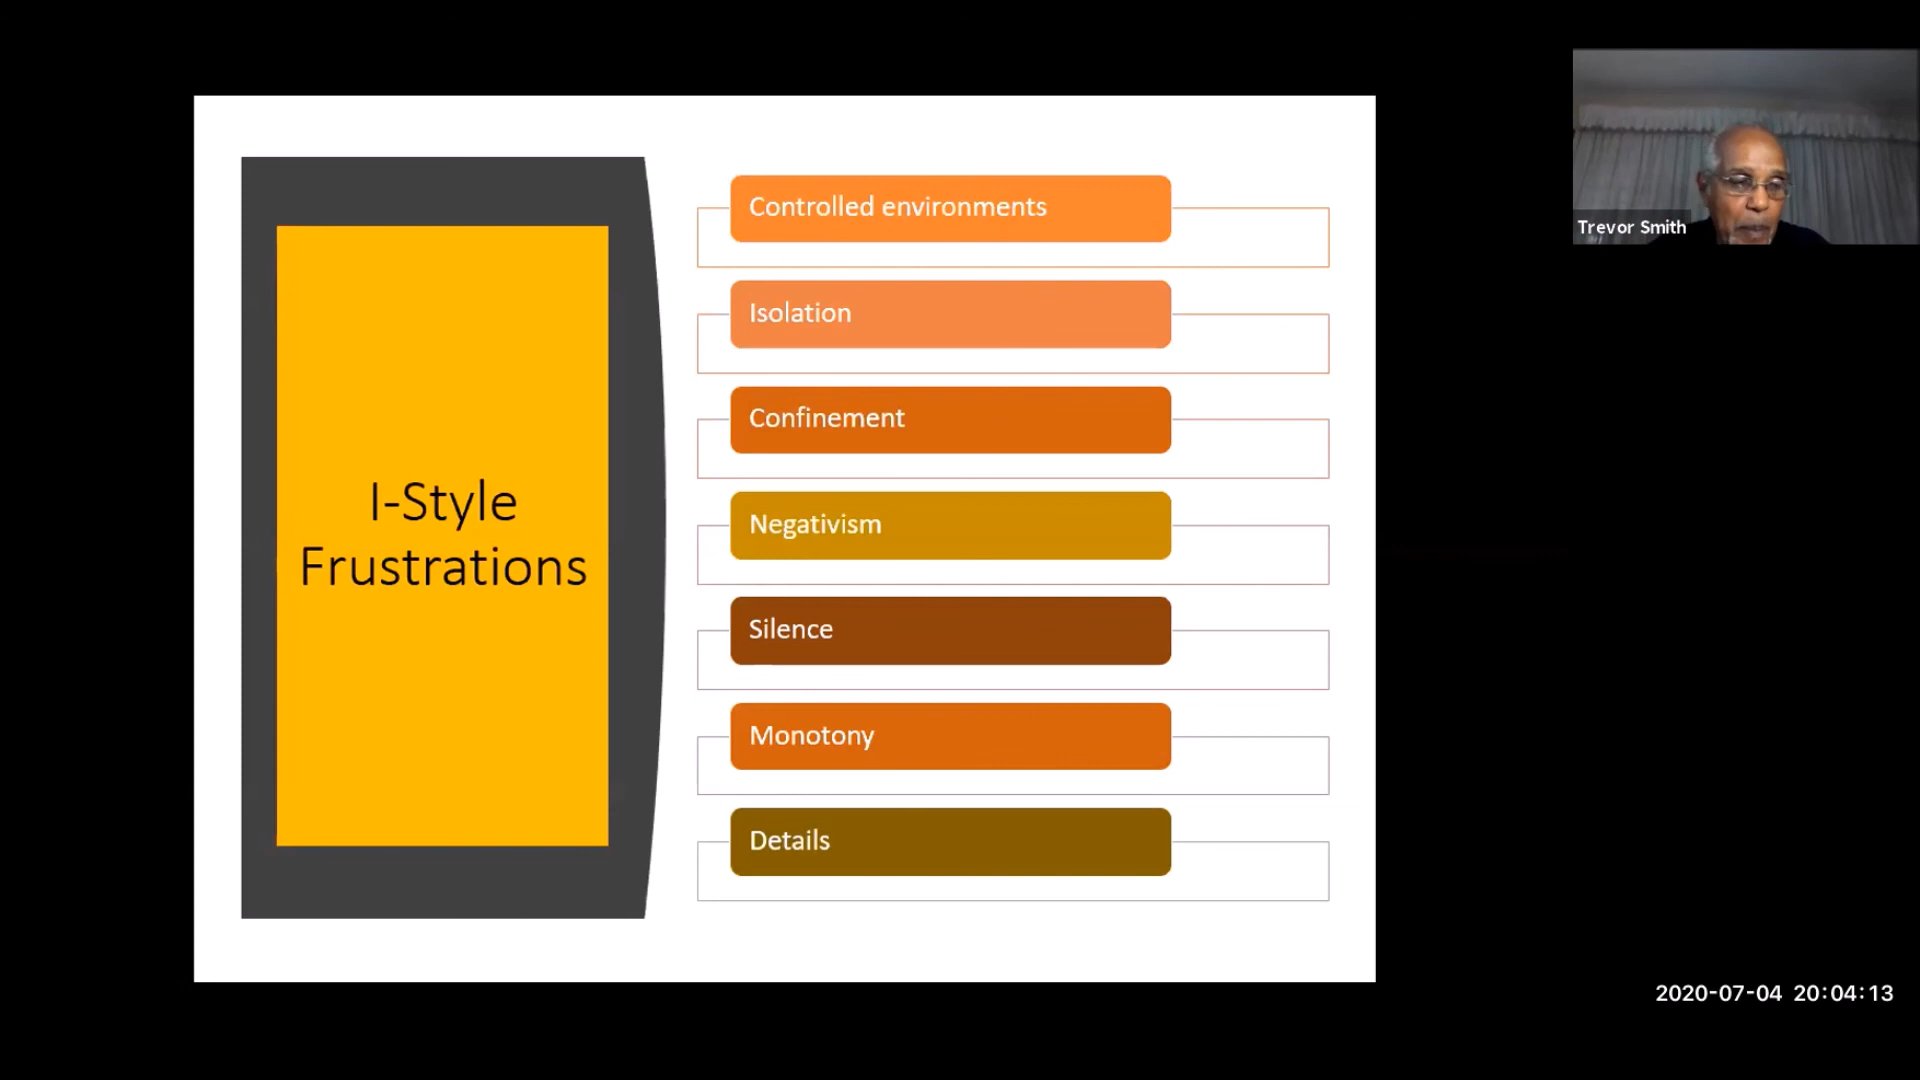 I-Style
Frustrations
Controlled environments
Isolation
Confinement
Negativism
Silence
Monotony
Details
Trevor Smith
2020-07-04 20:04:13